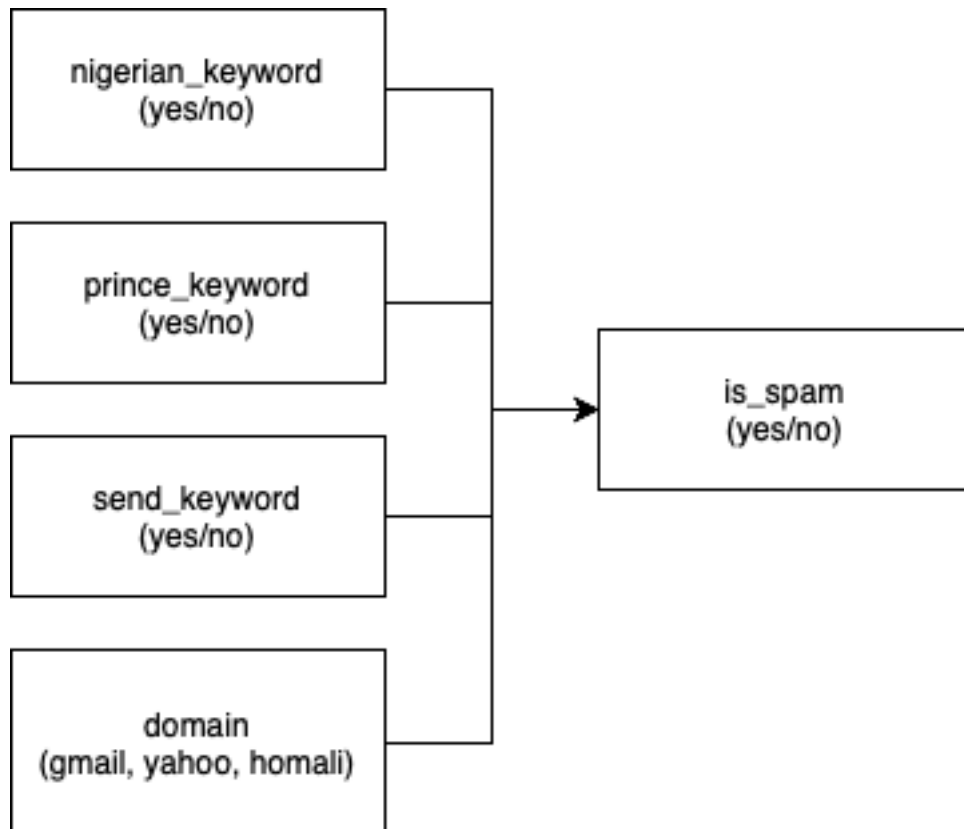 nigerian_keyword
(yes/no)
prince_keyword
(yes/no)
send_keyword
(yes/no)
domain
(gmail, yahoo, homali)
is_spam
(yes/no)